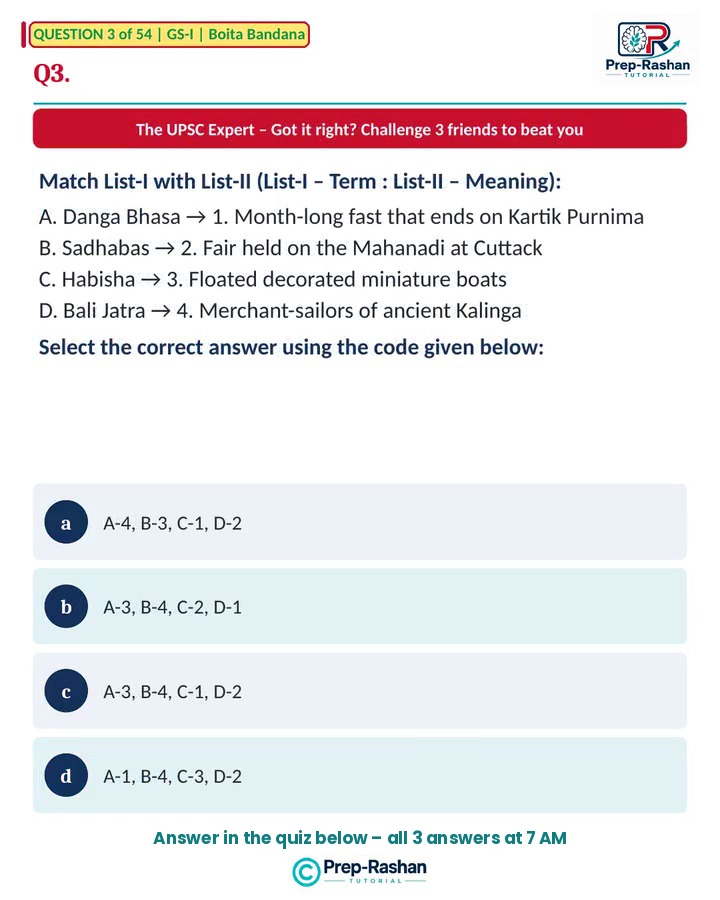 QUESTION 3 of 54 | GS-I | Boita Bandana
Prep-Rashan
TUTORIAL
Q3.
The UPSC Expert – Got it right? Challenge 3 friends to beat you
Match List-I with List-II (List-I – Term : List-II – Meaning):
A. Danga Bhasa → 1. Month-long fast that ends on Kartik Purnima
B. Sadhabas → 2. Fair held on the Mahanadi at Cuttack
C. Habisha → 3. Floated decorated miniature boats
D. Bali Jatra → 4. Merchant-sailors of ancient Kalinga
Select the correct answer using the code given below:
a A-4, B-3, C-1, D-2
b A-3, B-4, C-2, D-1
c A-3, B-4, C-1, D-2
d A-1, B-4, C-3, D-2
Answer in the quiz below – all 3 answers at 7 AM
© Prep-Rashan
TUTORIAL